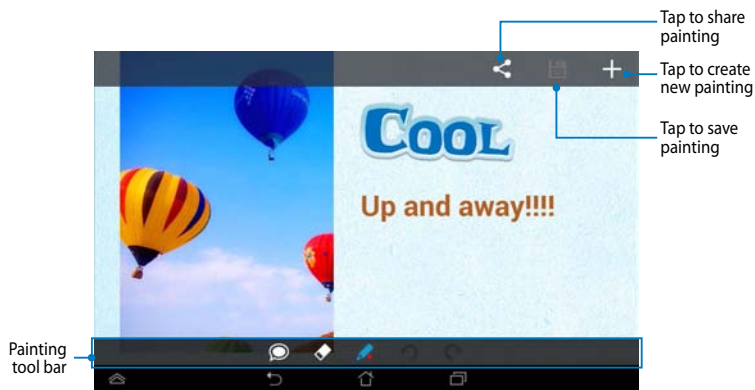 Tap to share
painting
Tap to create
new painting
Tap to save
painting
COOL
Up and away!!!!
Painting
tool bar